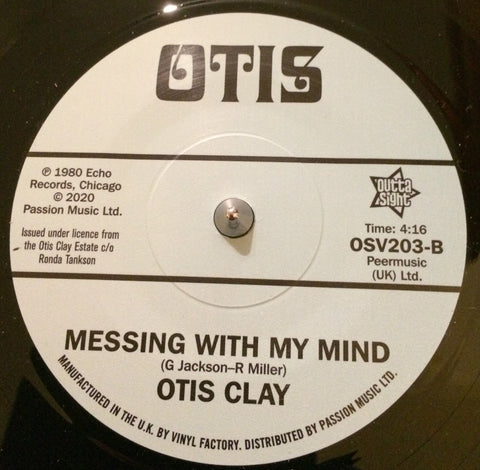 OTIS
℗ 1980 Echo
Records, Chicago
© 2020
Passion Music Ltd.
Issued under licence from
the Otis Clay Estate c/o
Ronda Tankson
outta
sight
Time: 4:16
OSV203-B
Peermusic
(UK) Ltd.
MESSING WITH MY MIND
(G Jackson–R Miller)
OTIS CLAY
MANUFACTURED IN THE U.K. BY VINYL FACTORY. DISTRIBUTED BY PASSION MUSIC LTD.